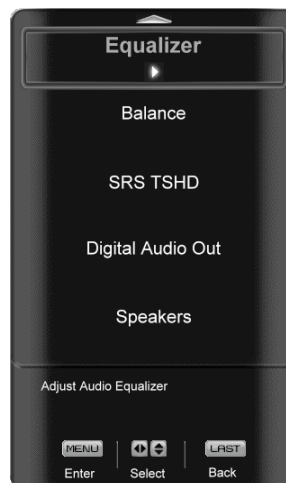 Equalizer
Balance
SRS TSHD
Digital Audio Out
Speakers
Adjust Audio Equalizer
MENU LAST
Enter Select Back